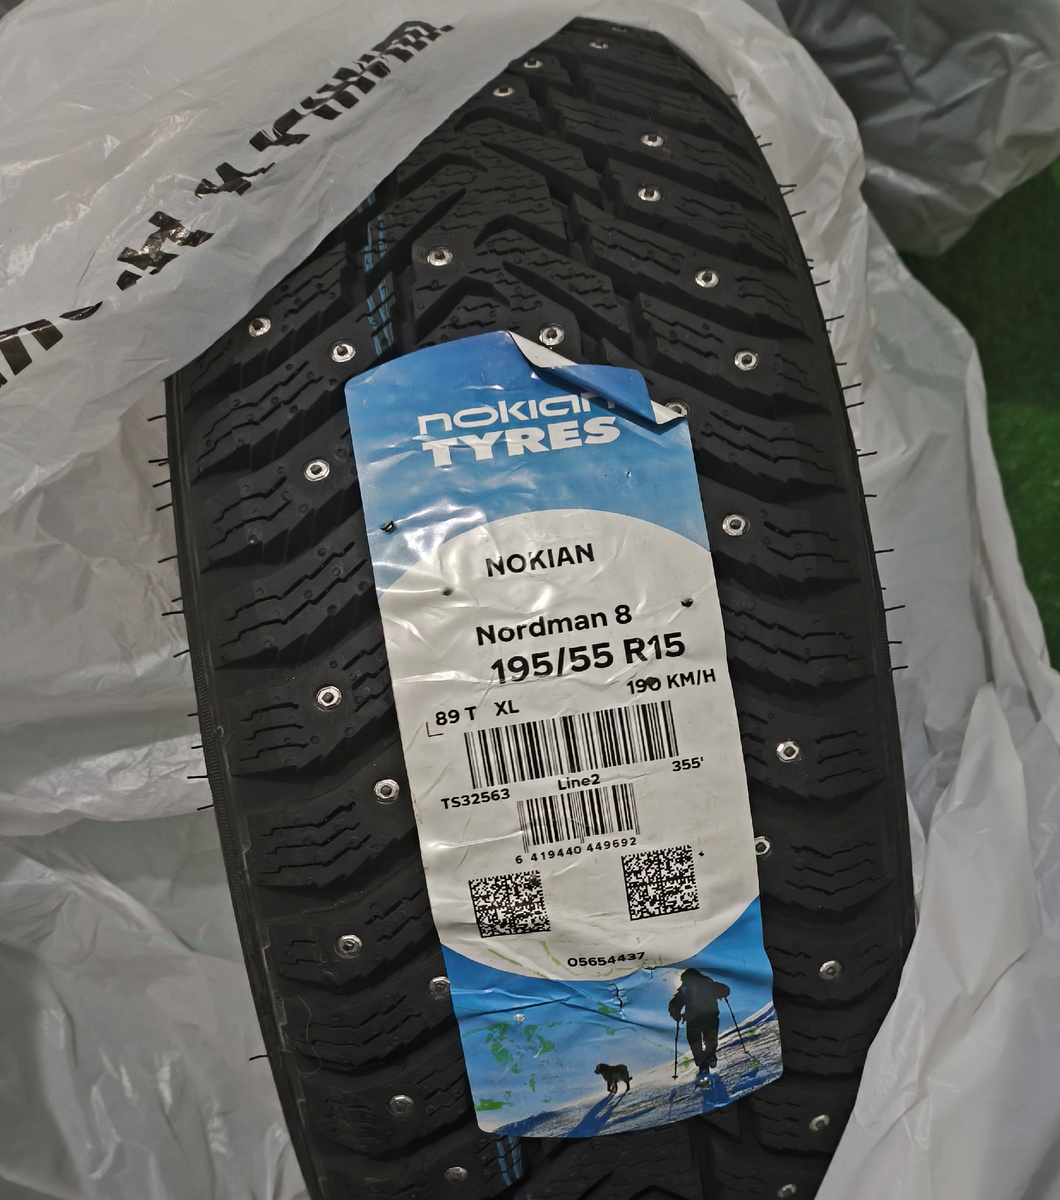 nokian
TYRES
NOKIAN
Nordman 8
195/55 R15
89 T XL
190 KM/H
TS32563
Line2
355'
6 419440 449692
05654437